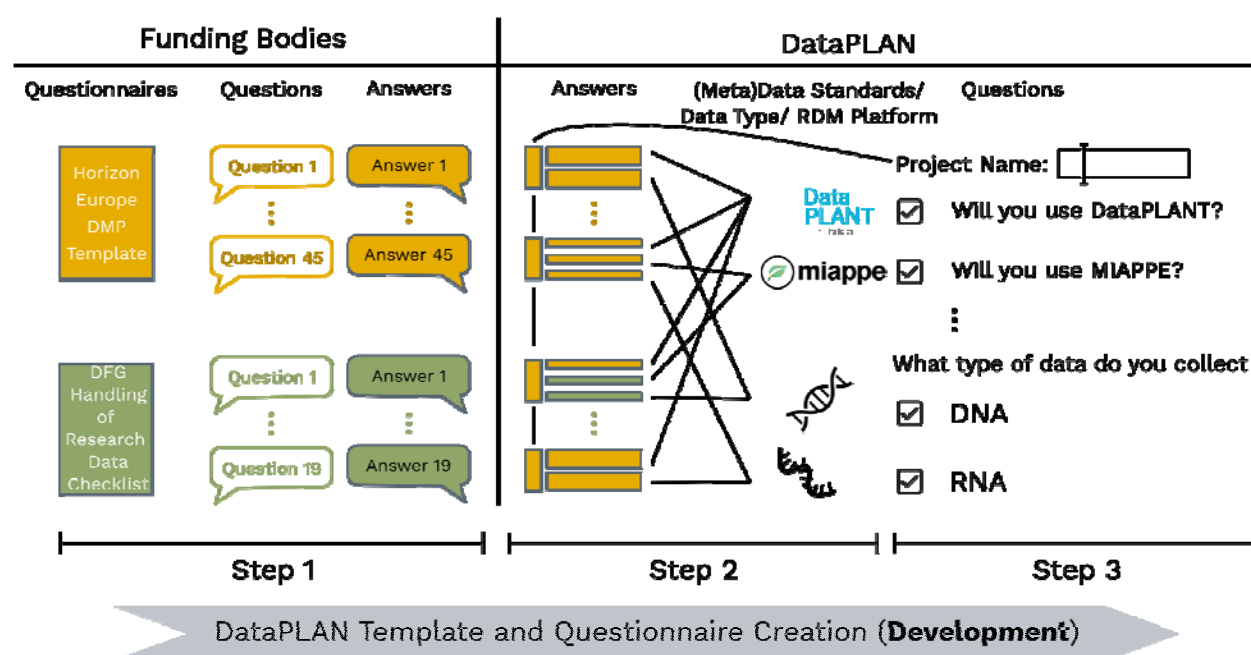 Funding Bodies
DataPLAN
Questionnaires
Questions
Answers
Answers
(Meta)Data Standards/
Data Type/ RDM Platform
Questions
Horizon
Europe
DMP
Template
Question 1
Answer 1
Question 45
Answer 45
DFG
Handling
of
Research
Data
Checklist
Question 1
Answer 1
Question 19
Answer 19
Project Name:
Data
PLANT
Will you use DataPLANT?
miappe
Will you use MIAPPE?
What type of data do you collect
DNA
RNA
Step 1
Step 2
Step 3
DataPLAN Template and Questionnaire Creation (Development)